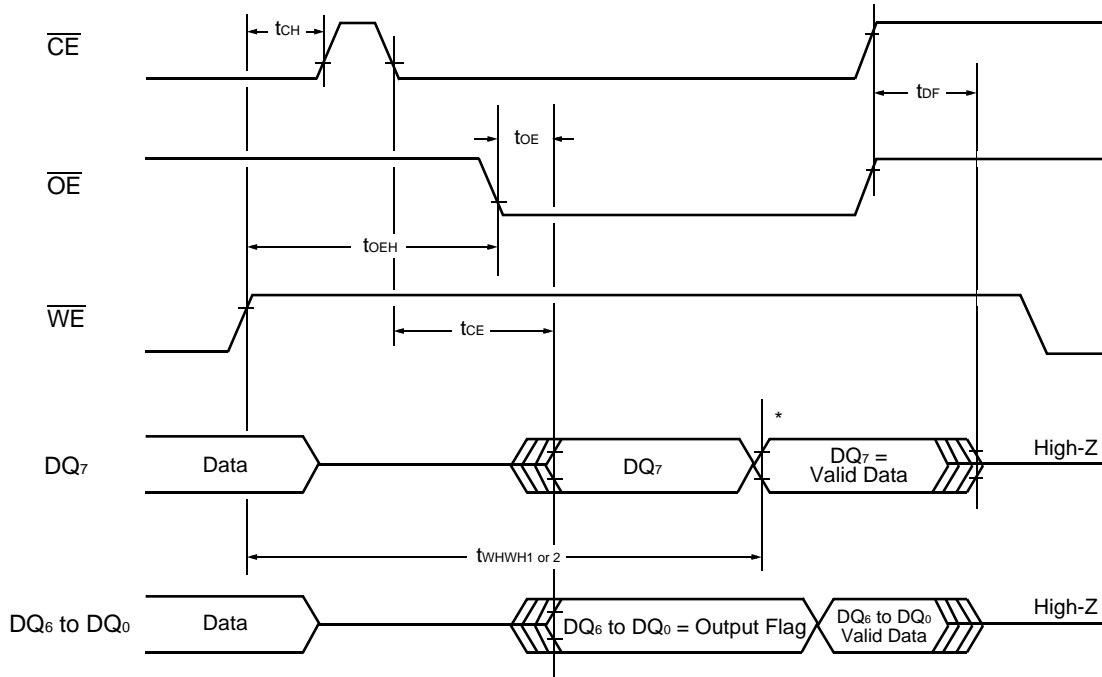 tCH
CE
tDF
tOE
OE
tOEH
WE
tCE
*
DQ7
Data
DQ7
DQ7 =
Valid Data
High-Z
tWHWH1 or 2
DQ6 to DQ0
Data
DQ6 to DQ0 = Output Flag
DQ6 to DQ0
Valid Data
High-Z